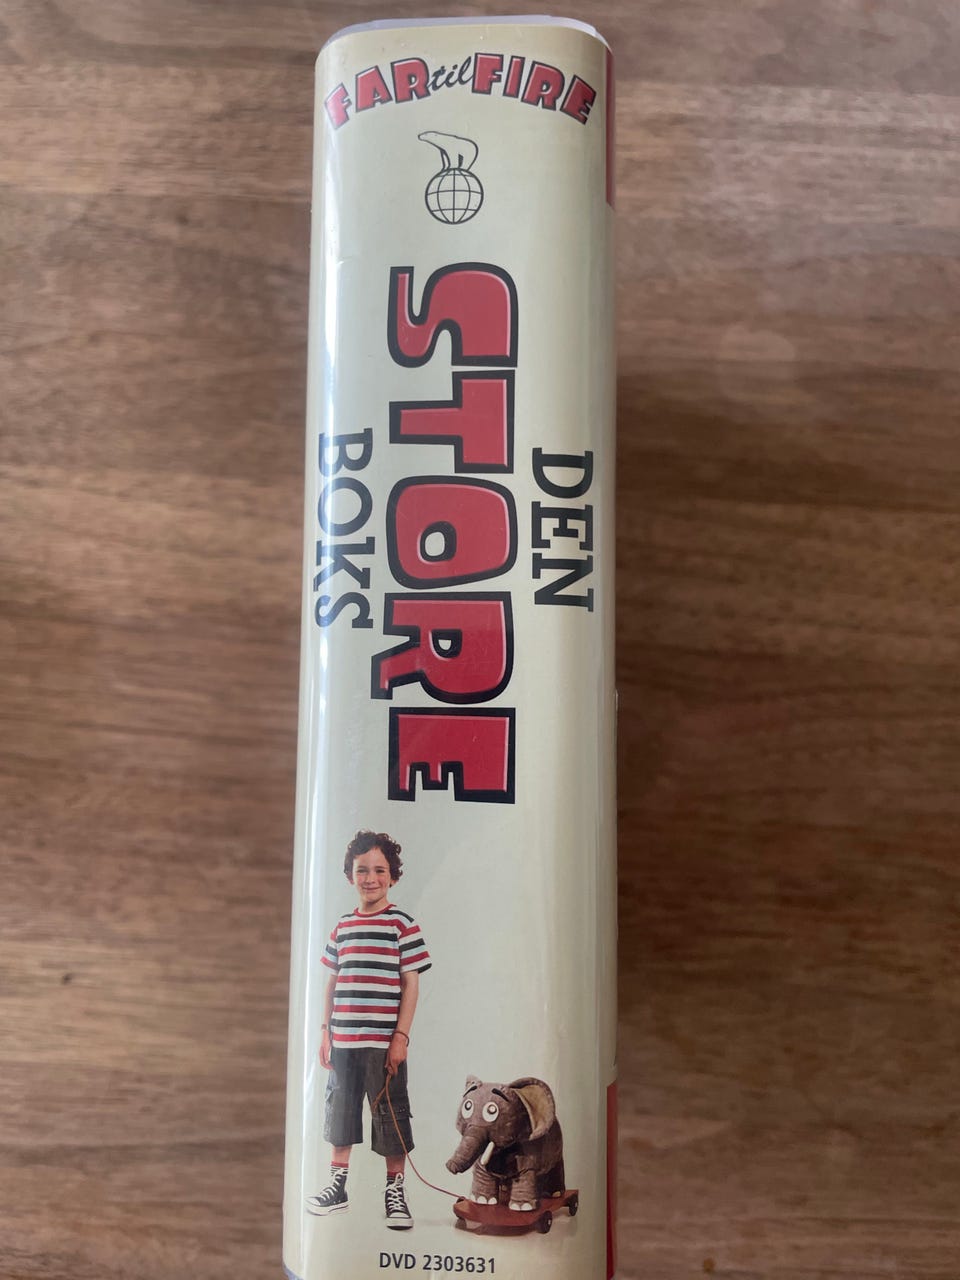 FAR til FIRE
DEN
STORE
BOKS
DVD 2303631